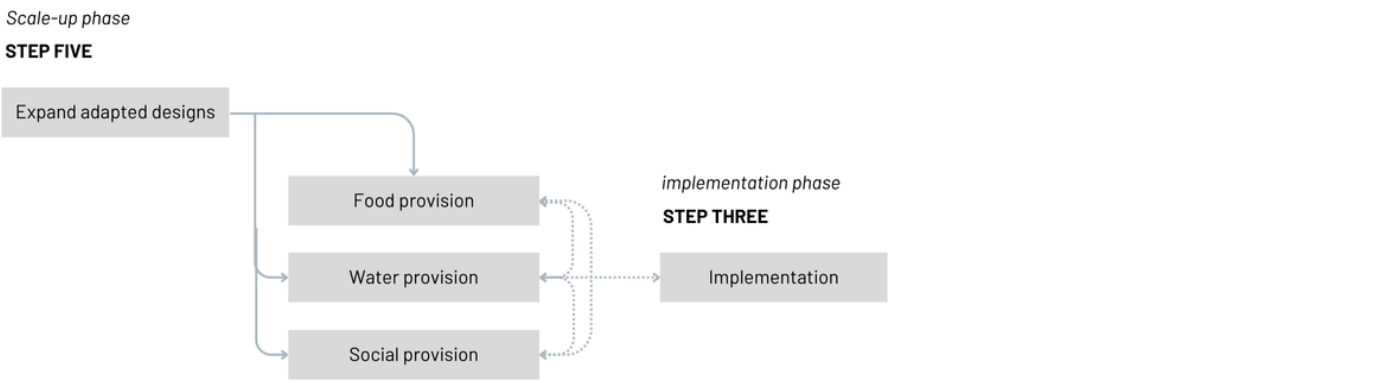 Scale-up phase
STEP FIVE
Expand adapted designs
Food provision
Water provision
Social provision
implementation phase
STEP THREE
Implementation